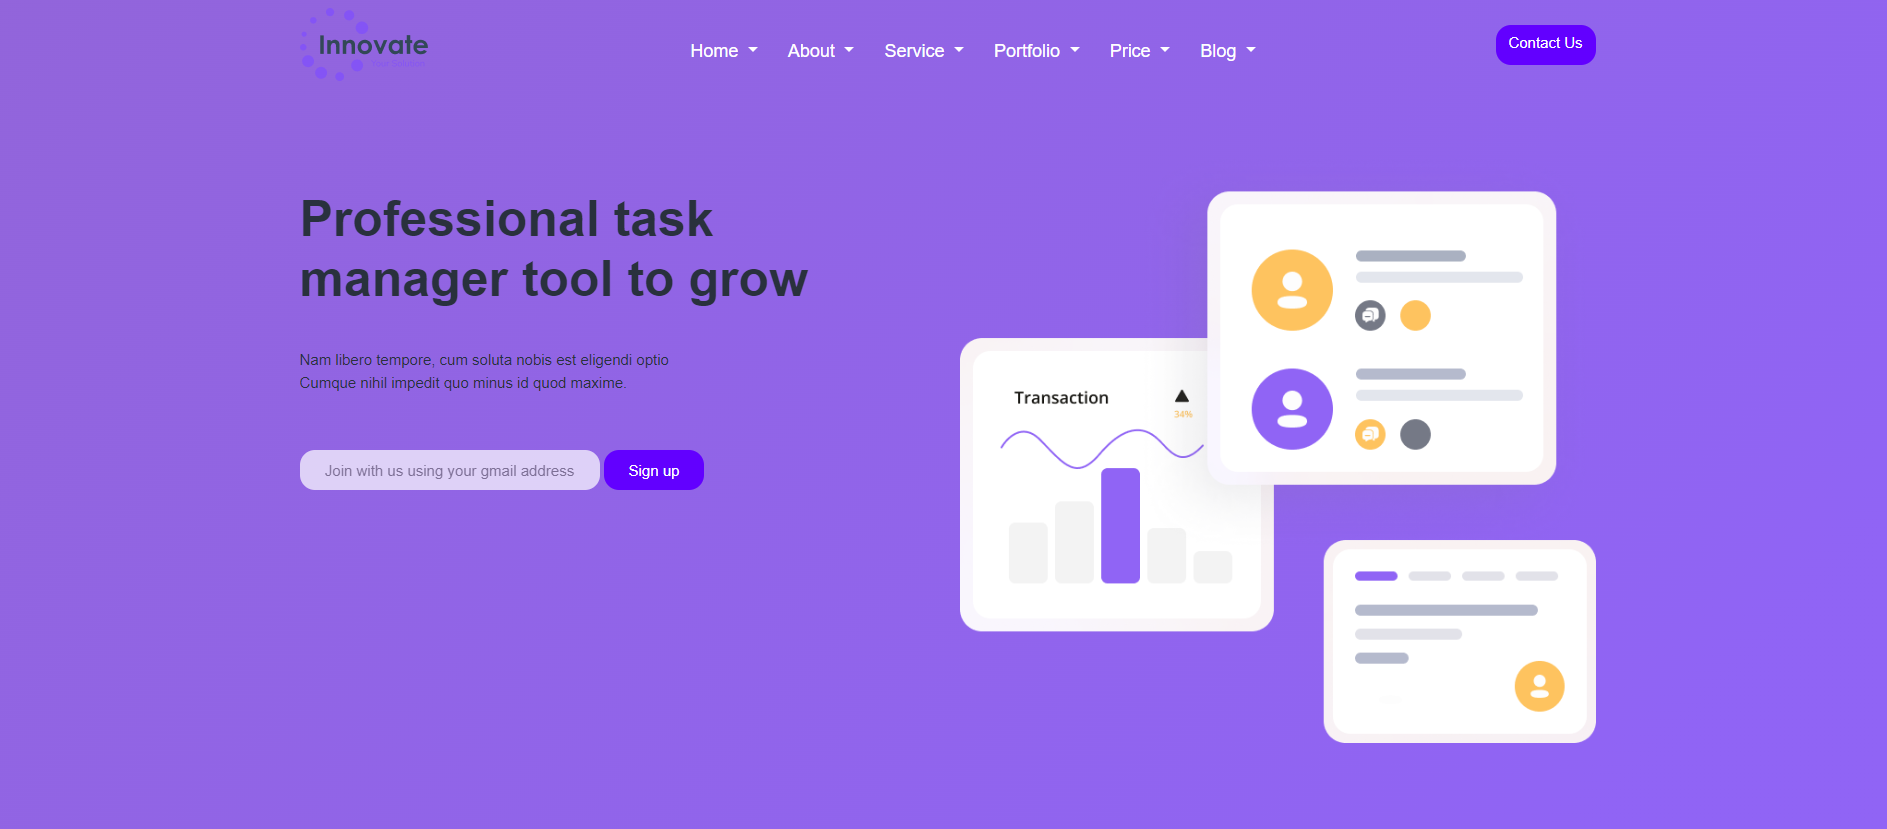 Innovate
Home
About
Service
Portfolio
Price
Blog
Contact Us
Professional task
manager tool to grow
Nam libero tempore, cum soluta nobis est eligendi optio
Cumque nihil impedit quo minus id quod maxime.
Join with us using your gmail address
Sign up
Transaction
34%